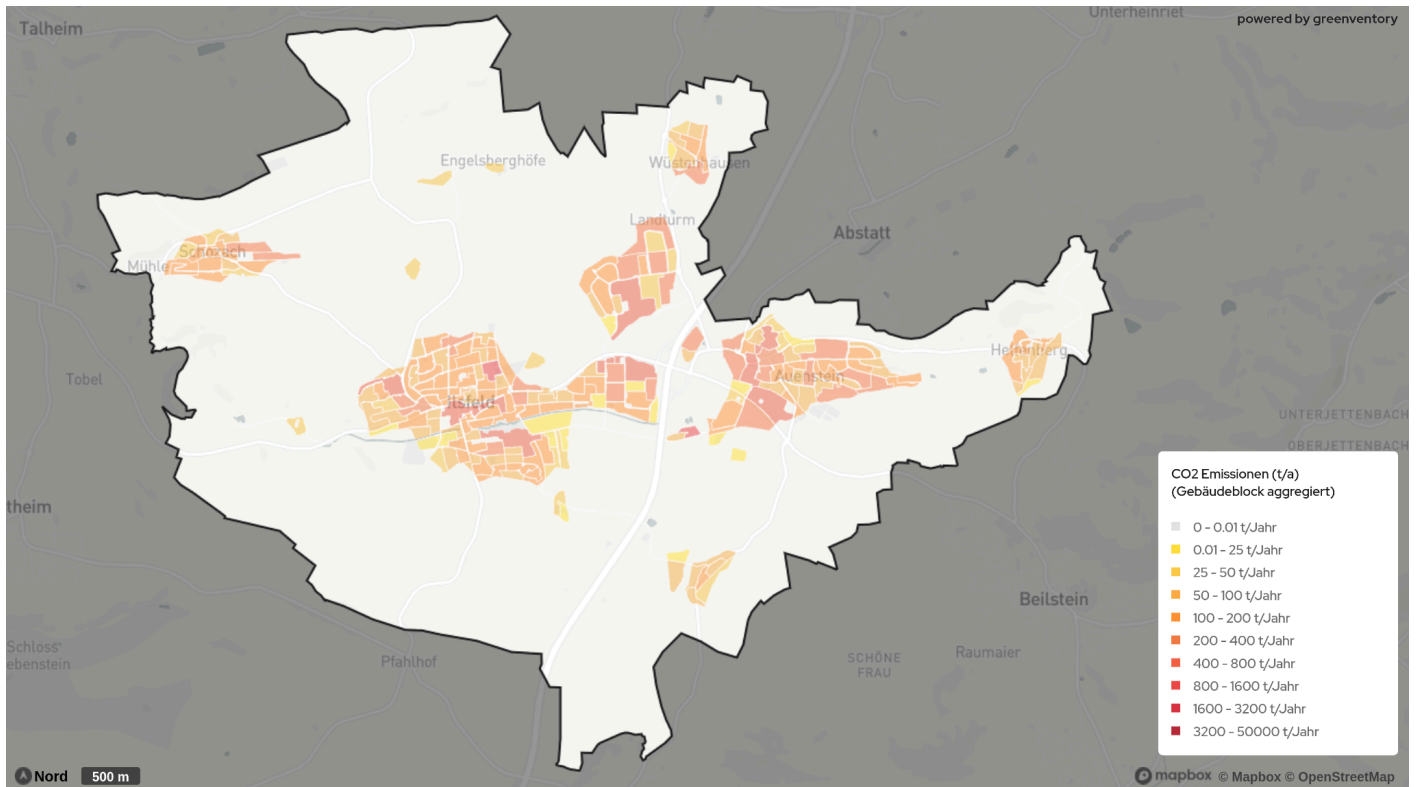 Talheim
Unterheinriet
powered by greenventory
Engelsberghöfe
Wüstenhausen
Landturm
Abstatt
Schozach
Mühle
Helfenberg
Tobel
Auenstein
Ilsfeld
UNTERJETTENBACH
OBERJETTENBACH
CO2 Emissionen (t/a)
(Gebäudeblock aggregiert)
theim
0 - 0.01 t/Jahr
0.01 - 25 t/Jahr
25 - 50 t/Jahr
50 - 100 t/Jahr
100 - 200 t/Jahr
200 - 400 t/Jahr
400 - 800 t/Jahr
800 - 1600 t/Jahr
1600 - 3200 t/Jahr
3200 - 50000 t/Jahr
Beilstein
Schloss
ebenstein
Pfahlhof
SCHÖNE
FRAU
Raumaier
Nord
500 m
mapbox © Mapbox © OpenStreetMap